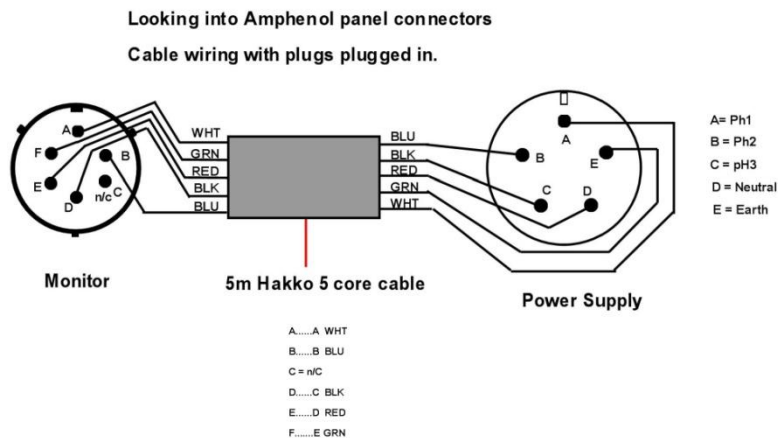 Looking into Amphenol panel connectors
Cable wiring with plugs plugged in.
A
F
B
E
C
n/c
D
Monitor
WHT
GRN
RED
BLK
BLU
5m Hakko 5 core cable
BLU
BLK
RED
GRN
WHT
A
B
E
C
D
Power Supply
A= Ph1
B = Ph2
C = pH3
D = Neutral
E = Earth
A......A WHT
B......B BLU
C = n/C
D......C BLK
E......D RED
F.......E GRN